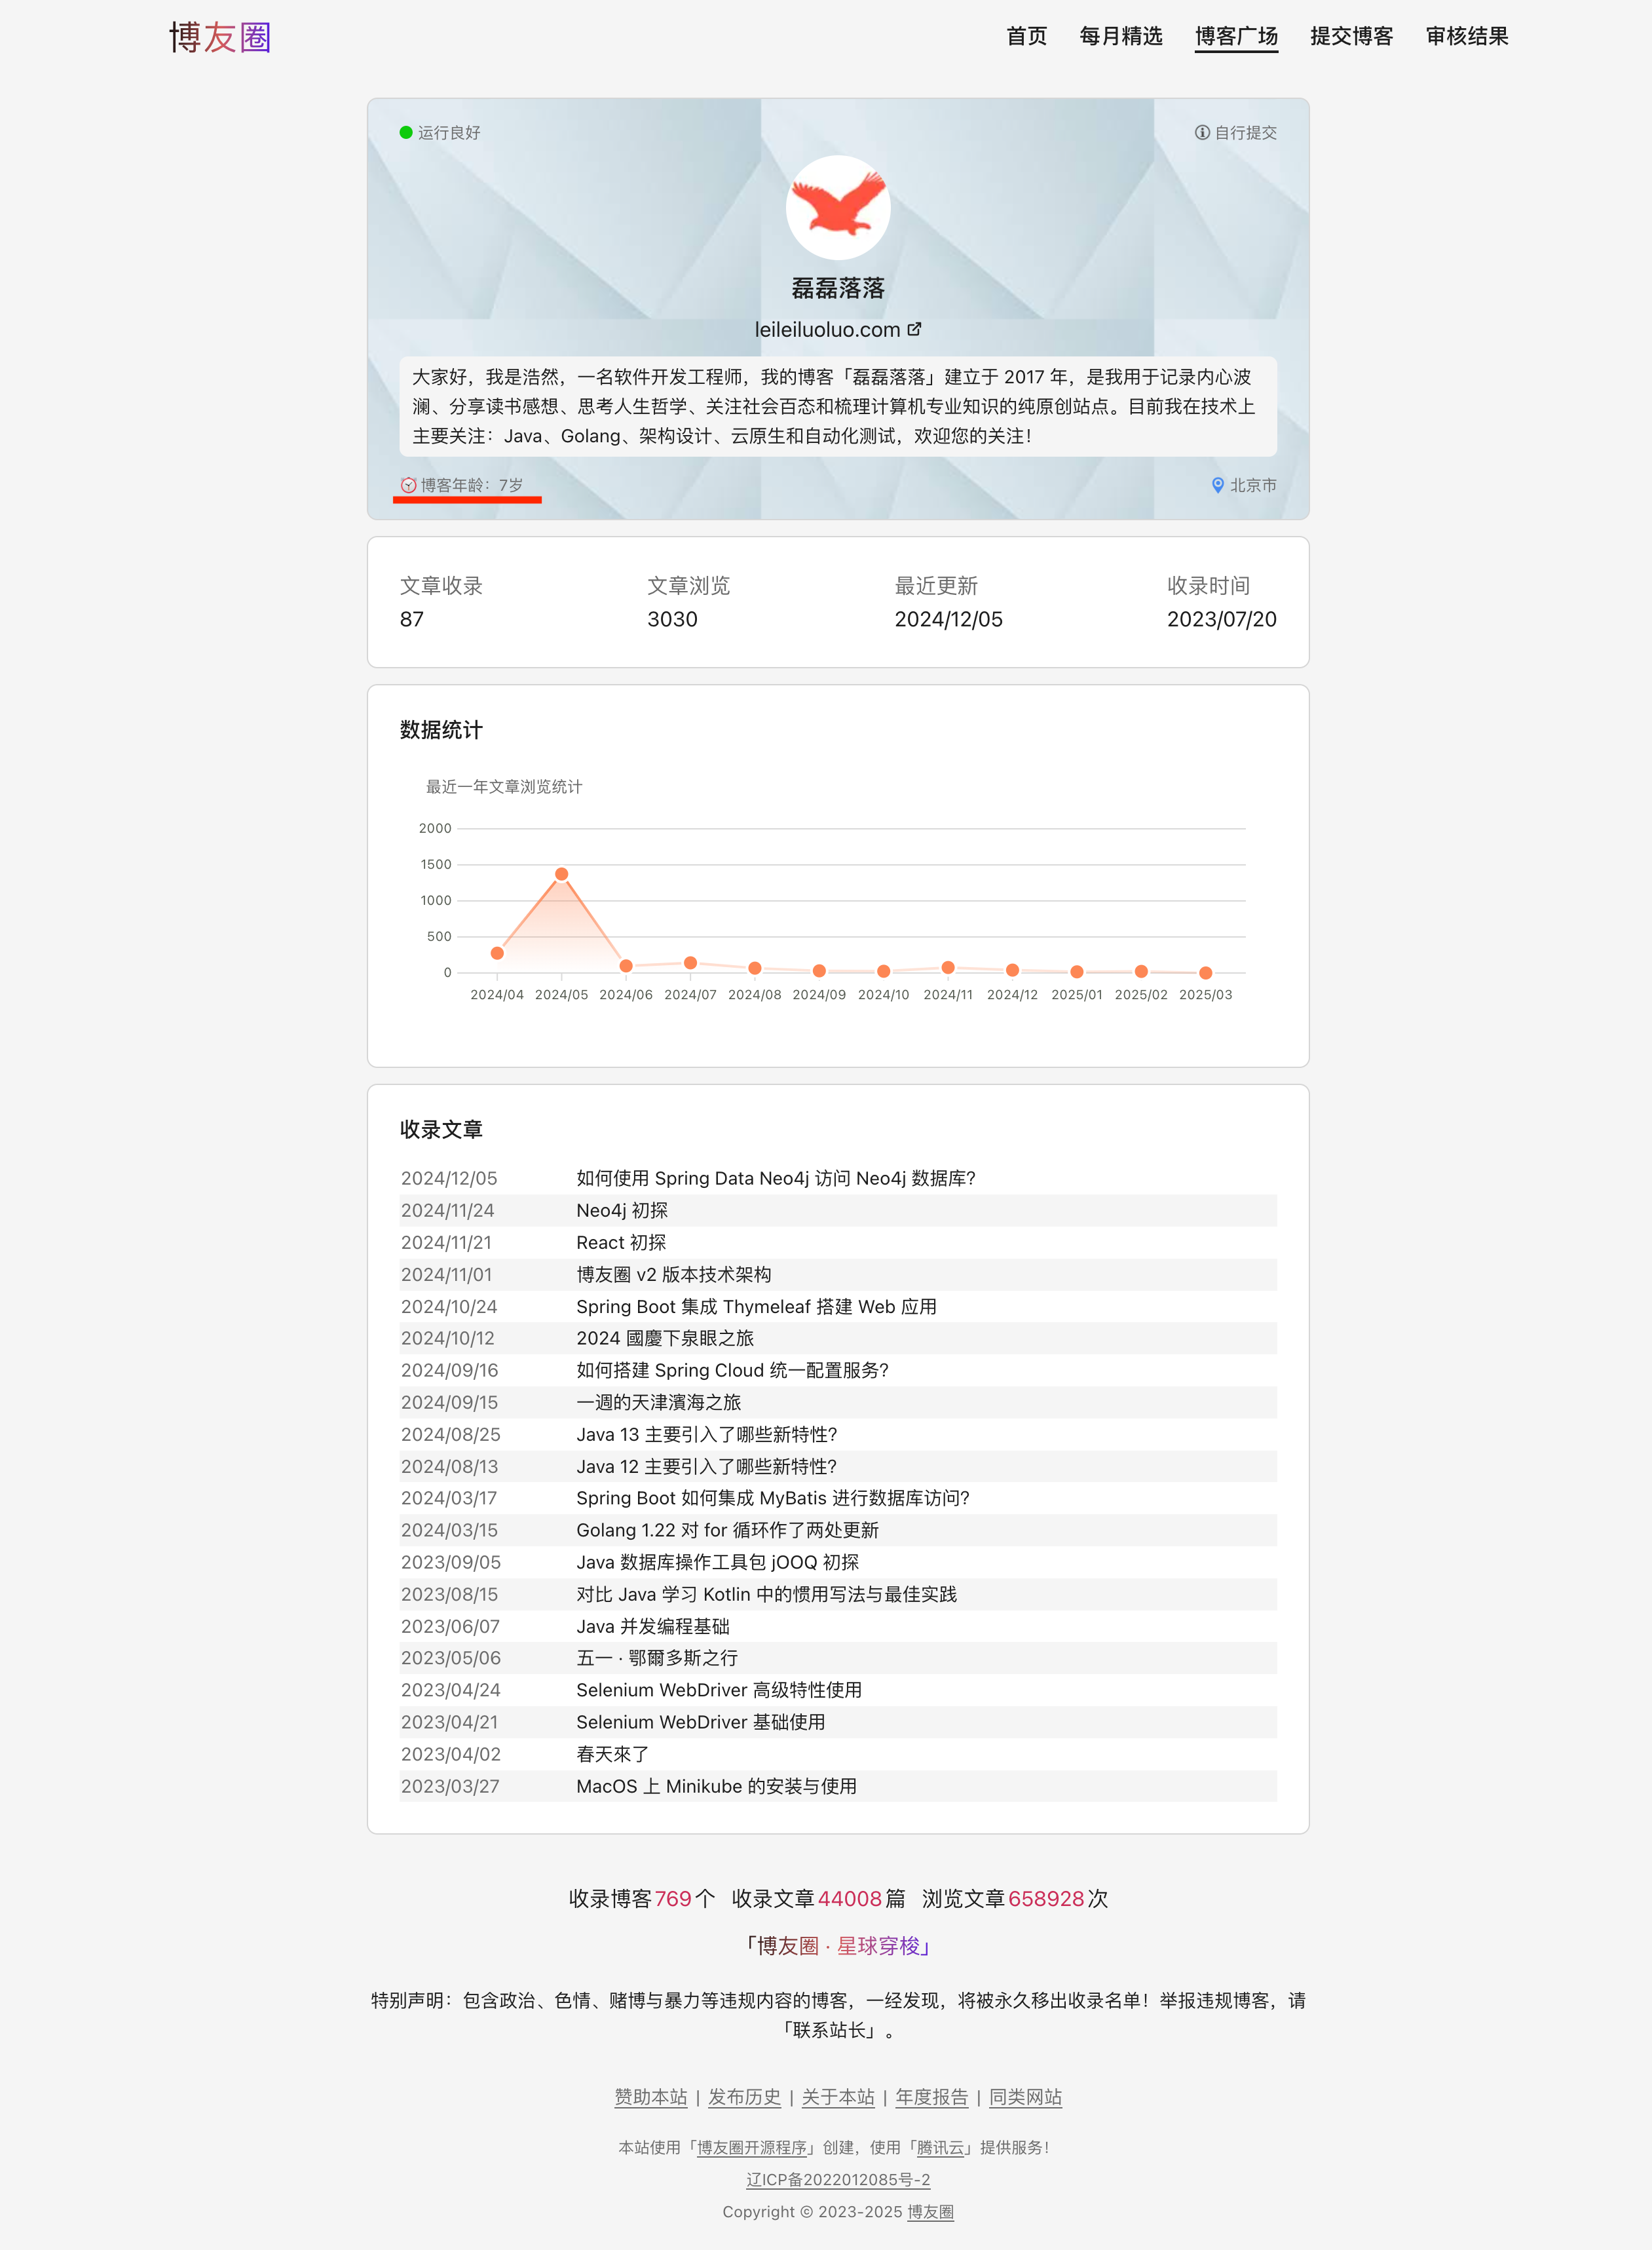 博友圈
首页 每月精选 博客广场 提交博客 审核结果
运行良好
自行提交
磊磊落落
leileiluoluo.com
大家好，我是浩然，一名软件开发工程师，我的博客「磊磊落落」建立于 2017 年，是我用于记录内心波
澜、分享读书感想、思考人生哲学、关注社会百态和梳理计算机专业知识的纯原创站点。目前我在技术上
主要关注：Java、Golang、架构设计、云原生和自动化测试，欢迎您的关注！
博客年龄：7岁
北京市
文章收录 文章浏览 最近更新 收录时间
87 3030 2024/12/05 2023/07/20
数据统计
最近一年文章浏览统计
2000
1500
1000
500
0
2024/04 2024/05 2024/06 2024/07 2024/08 2024/09 2024/10 2024/11 2024/12 2025/01 2025/02 2025/03
收录文章
2024/12/05 如何使用 Spring Data Neo4j 访问 Neo4j 数据库?
2024/11/24 Neo4j 初探
2024/11/21 React 初探
2024/11/01 博友圈 v2 版本技术架构
2024/10/24 Spring Boot 集成 Thymeleaf 搭建 Web 应用
2024/10/12 2024 國慶下泉眼之旅
2024/09/16 如何搭建 Spring Cloud 统一配置服务?
2024/09/15 一週的天津濱海之旅
2024/08/25 Java 13 主要引入了哪些新特性?
2024/08/13 Java 12 主要引入了哪些新特性?
2024/03/17 Spring Boot 如何集成 MyBatis 进行数据库访问?
2024/03/15 Golang 1.22 对 for 循环作了两处更新
2023/09/05 Java 数据库操作工具包 jOOQ 初探
2023/08/15 对比 Java 学习 Kotlin 中的惯用写法与最佳实践
2023/06/07 Java 并发编程基础
2023/05/06 五一 · 鄂爾多斯之行
2023/04/24 Selenium WebDriver 高级特性使用
2023/04/21 Selenium WebDriver 基础使用
2023/04/02 春天來了
2023/03/27 MacOS 上 Minikube 的安装与使用
收录博客769个 收录文章44008篇 浏览文章658928次
「博友圈 · 星球穿梭」
特别声明：包含政治、色情、赌博与暴力等违规内容的博客，一经发现，将被永久移出收录名单！举报违规博客，请
「联系站长」。
赞助本站 | 发布历史 | 关于本站 | 年度报告 | 同类网站
本站使用「博友圈开源程序」创建，使用「腾讯云」提供服务！
辽ICP备2022012085号-2
Copyright © 2023-2025 博友圈